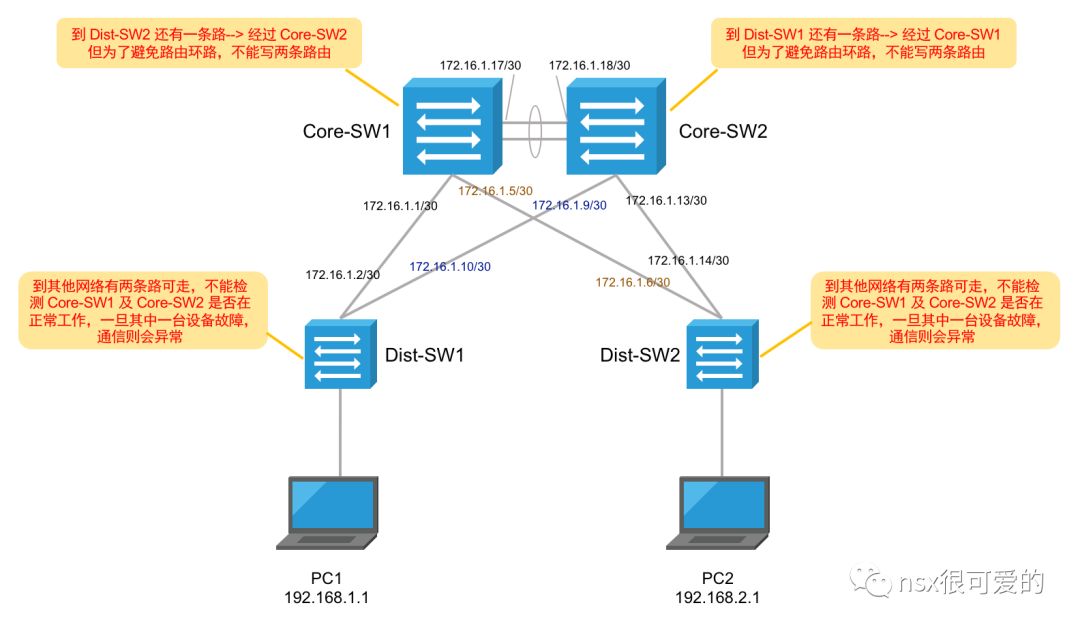 到 Dist-SW2 还有一条路--> 经过 Core-SW2
但为了避免路由环路，不能写两条路由
到 Dist-SW1 还有一条路--> 经过 Core-SW1
但为了避免路由环路，不能写两条路由
172.16.1.17/30
172.16.1.18/30
Core-SW1
Core-SW2
172.16.1.5/30
172.16.1.1/30
172.16.1.9/30
172.16.1.13/30
172.16.1.2/30
172.16.1.10/30
172.16.1.14/30
172.16.1.6/30
到其他网络有两条路可走，不能检
测 Core-SW1 及 Core-SW2 是否在
正常工作，一旦其中一台设备故障，
通信则会异常
到其他网络有两条路可走，不能检
测 Core-SW1 及 Core-SW2 是否在
正常工作，一旦其中一台设备故障，
通信则会异常
Dist-SW1
Dist-SW2
PC1
192.168.1.1
PC2
192.168.2.1
nsx很可爱的